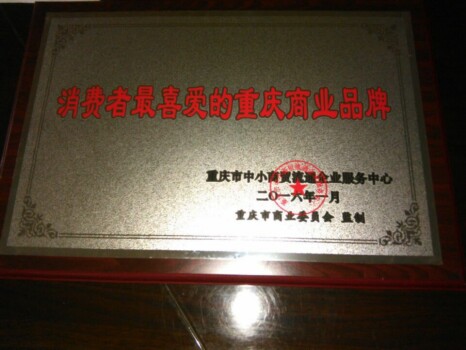 消费者最喜爱的重庆商业品牌
重庆市中小商贸流通企业服务中心
二〇一六年一月
重庆市商业委员会 监制